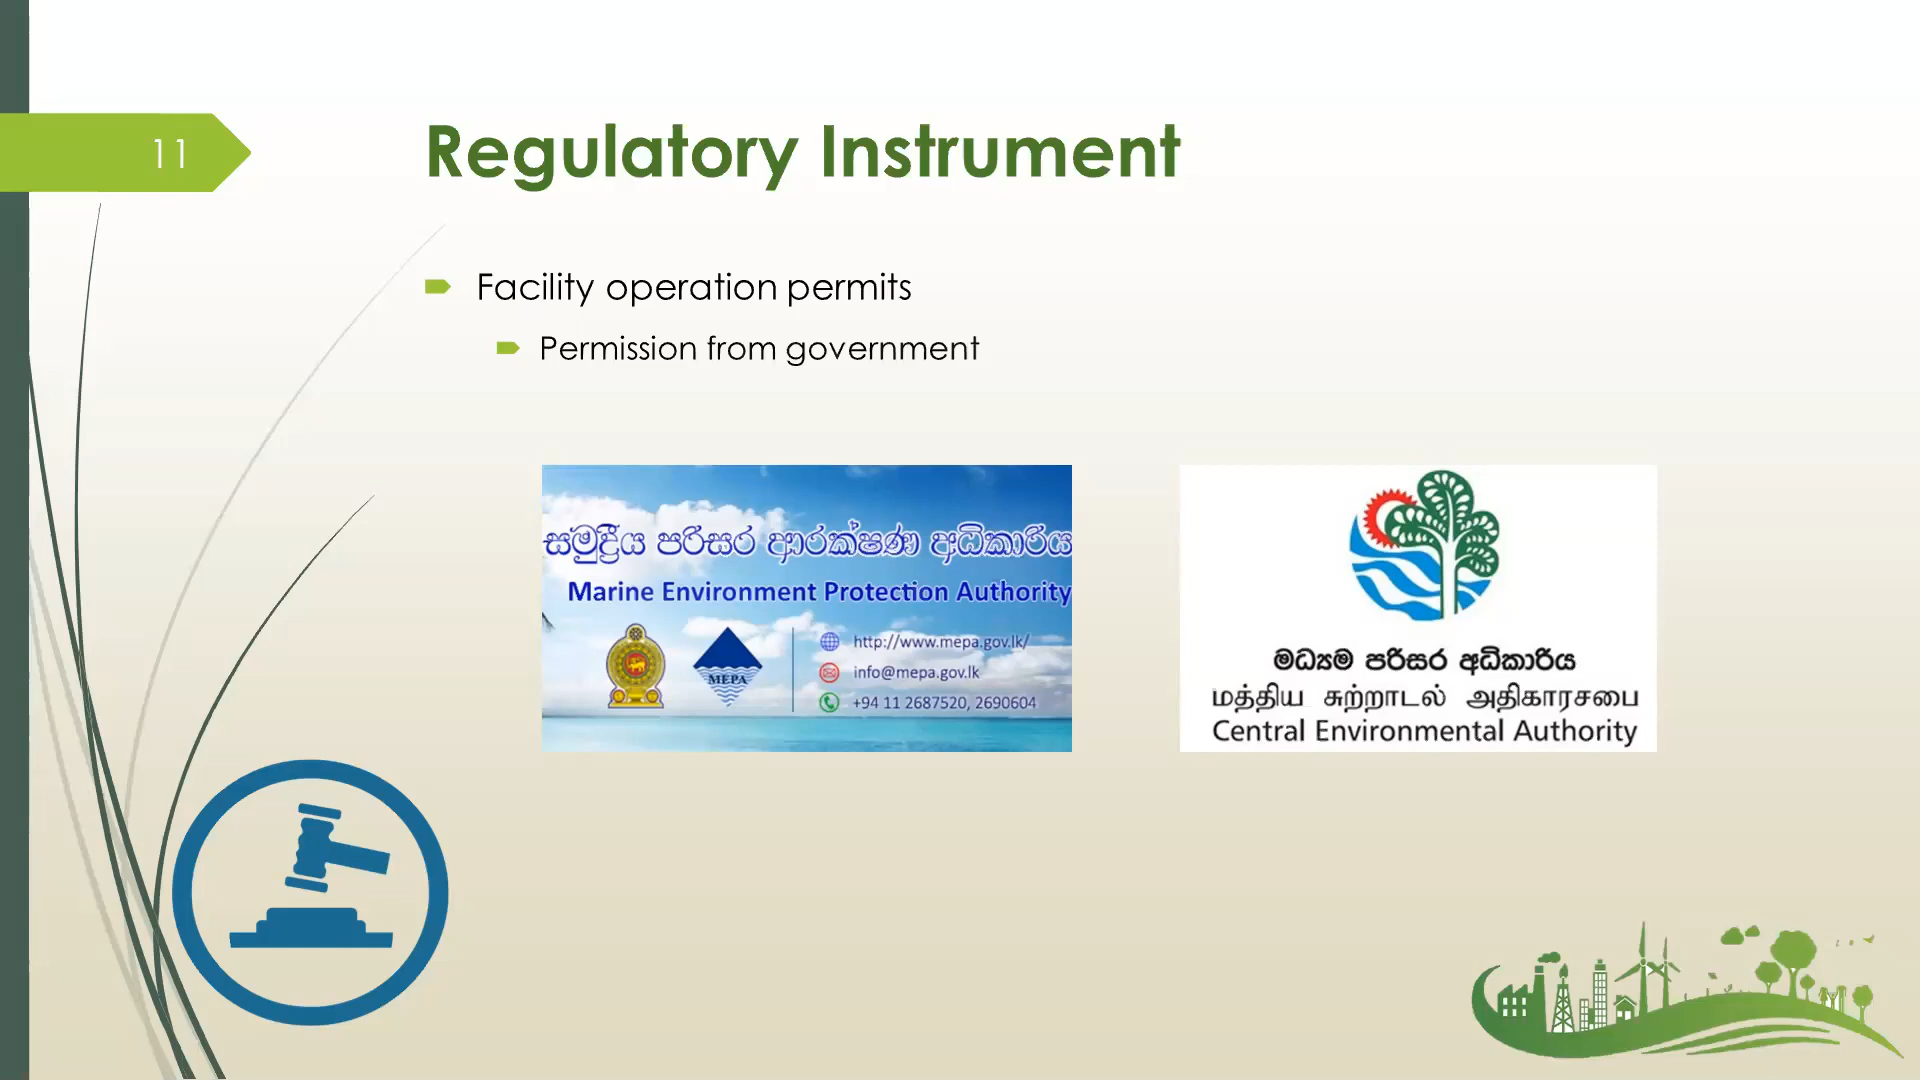 11
Regulatory Instrument
Facility operation permits
Permission from government
සමුද්‍රීය පරිසර ආරක්ෂණ අධිකාරිය
Marine Environment Protection Authority
MEPA
http://www.mepa.gov.lk/
info@mepa.gov.lk
+94 11 2687520, 2690604
මධ්‍යම පරිසර අධිකාරිය
மத்திய சுற்றாடல் அதிகாரசபை
Central Environmental Authority